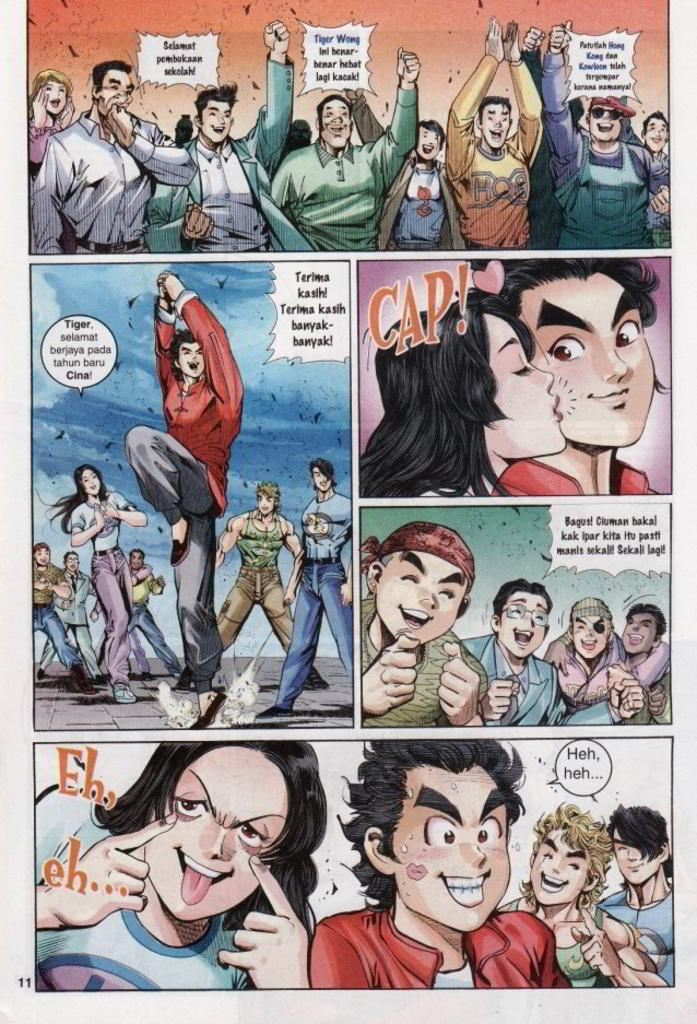 Selamat
pembukaan
sekolah!
Tiger Wong
ini benar-
benar hebat
lagi kacak!
Patutlah Hong
Kong dan
Kowloon telah
tergempar
kerana namanya!
HO
Tiger,
selamat
berjaya pada
tahun baru
Cina!
Terima
kasih!
Terima kasih
banyak-
banyak!
CAP!
Bagus! Ciuman bakal
kak ipar kita itu pasti
manis sekali! Sekali lagi!
Eh,
eh...
Heh,
heh...
11